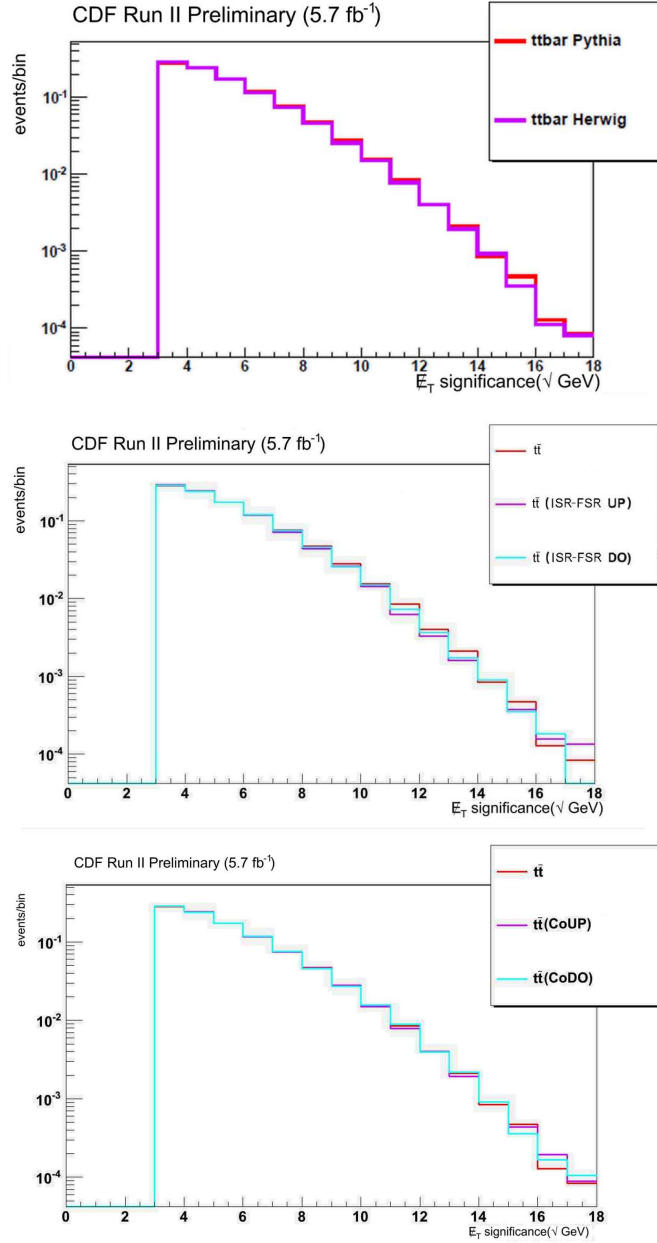 CDF Run II Preliminary (5.7 fb⁻¹)
ttbar Pythia
ttbar Herwig
events/bin
10⁻¹
10⁻²
10⁻³
10⁻⁴
0 2 4 6 8 10 12 14 16 18
E̸_T significance(√ GeV)
CDF Run II Preliminary (5.7 fb⁻¹)
tt̄
tt̄ (ISR-FSR UP)
tt̄ (ISR-FSR DO)
events/bin
10⁻¹
10⁻²
10⁻³
10⁻⁴
0 2 4 6 8 10 12 14 16 18
E̸_T significance(√ GeV)
CDF Run II Preliminary (5.7 fb⁻¹)
tt̄
tt̄(CoUP)
tt̄(CoDO)
events/bin
10⁻¹
10⁻²
10⁻³
10⁻⁴
0 2 4 6 8 10 12 14 16 18
E̸_T significance(√ GeV)